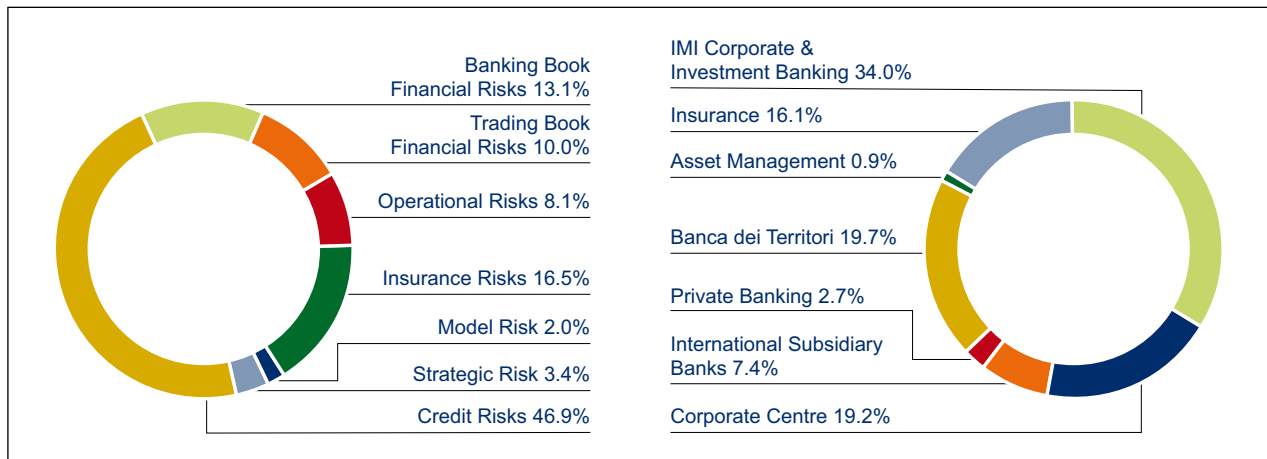 Banking Book
Financial Risks 13.1%
Trading Book
Financial Risks 10.0%
Operational Risks 8.1%
Insurance Risks 16.5%
Model Risk 2.0%
Strategic Risk 3.4%
Credit Risks 46.9%
IMI Corporate &
Investment Banking 34.0%
Insurance 16.1%
Asset Management 0.9%
Banca dei Territori 19.7%
Private Banking 2.7%
International Subsidiary
Banks 7.4%
Corporate Centre 19.2%